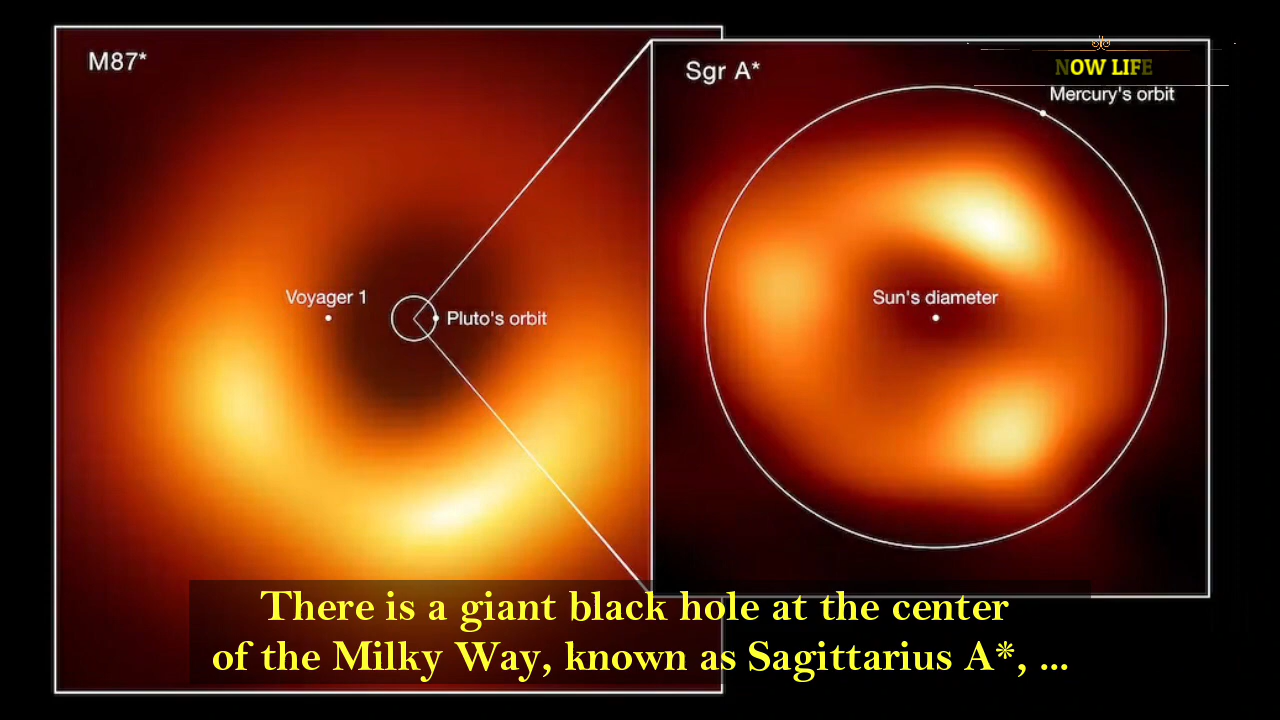 M87*
Sgr A*
NOW LIFE
Mercury's orbit
Voyager 1
Pluto's orbit
Sun's diameter
There is a giant black hole at the center
of the Milky Way, known as Sagittarius A*, ...